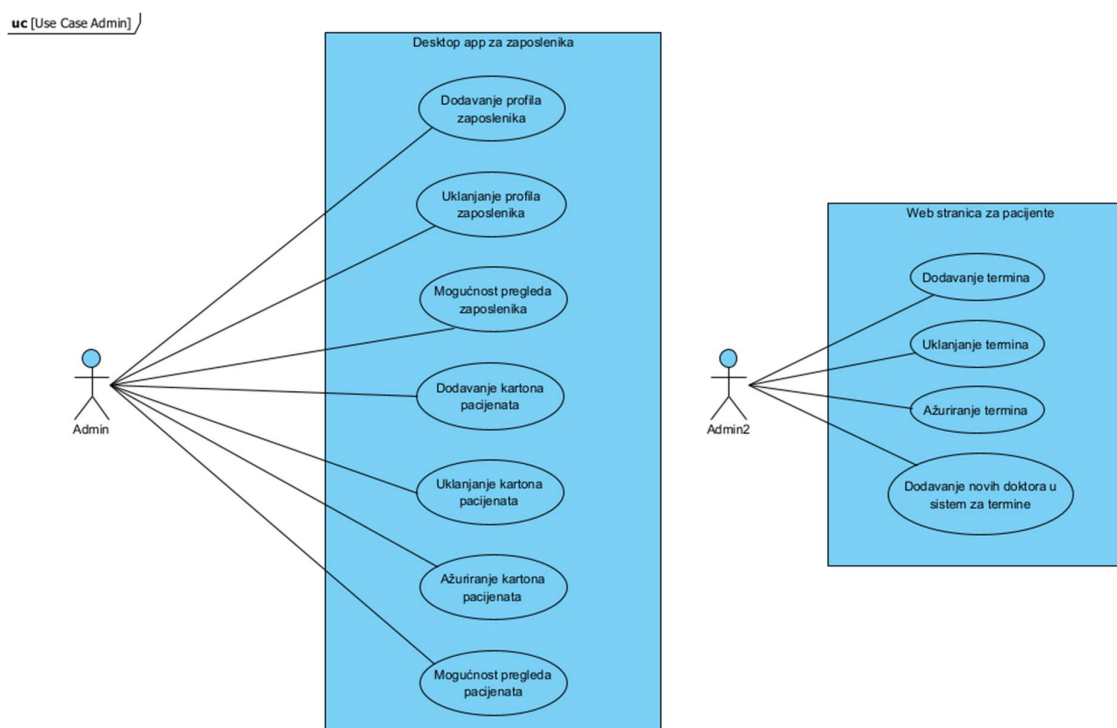 uc [Use Case Admin]
Desktop app za zaposlenika
Dodavanje profila
zaposlenika
Uklanjanje profila
zaposlenika
Mogućnost pregleda
zaposlenika
Dodavanje kartona
pacijenata
Uklanjanje kartona
pacijenata
Ažuriranje kartona
pacijenata
Mogućnost pregleda
pacijenata
Admin
Web stranica za pacijente
Dodavanje termina
Uklanjanje termina
Ažuriranje termina
Dodavanje novih doktora u
sistem za termine
Admin2